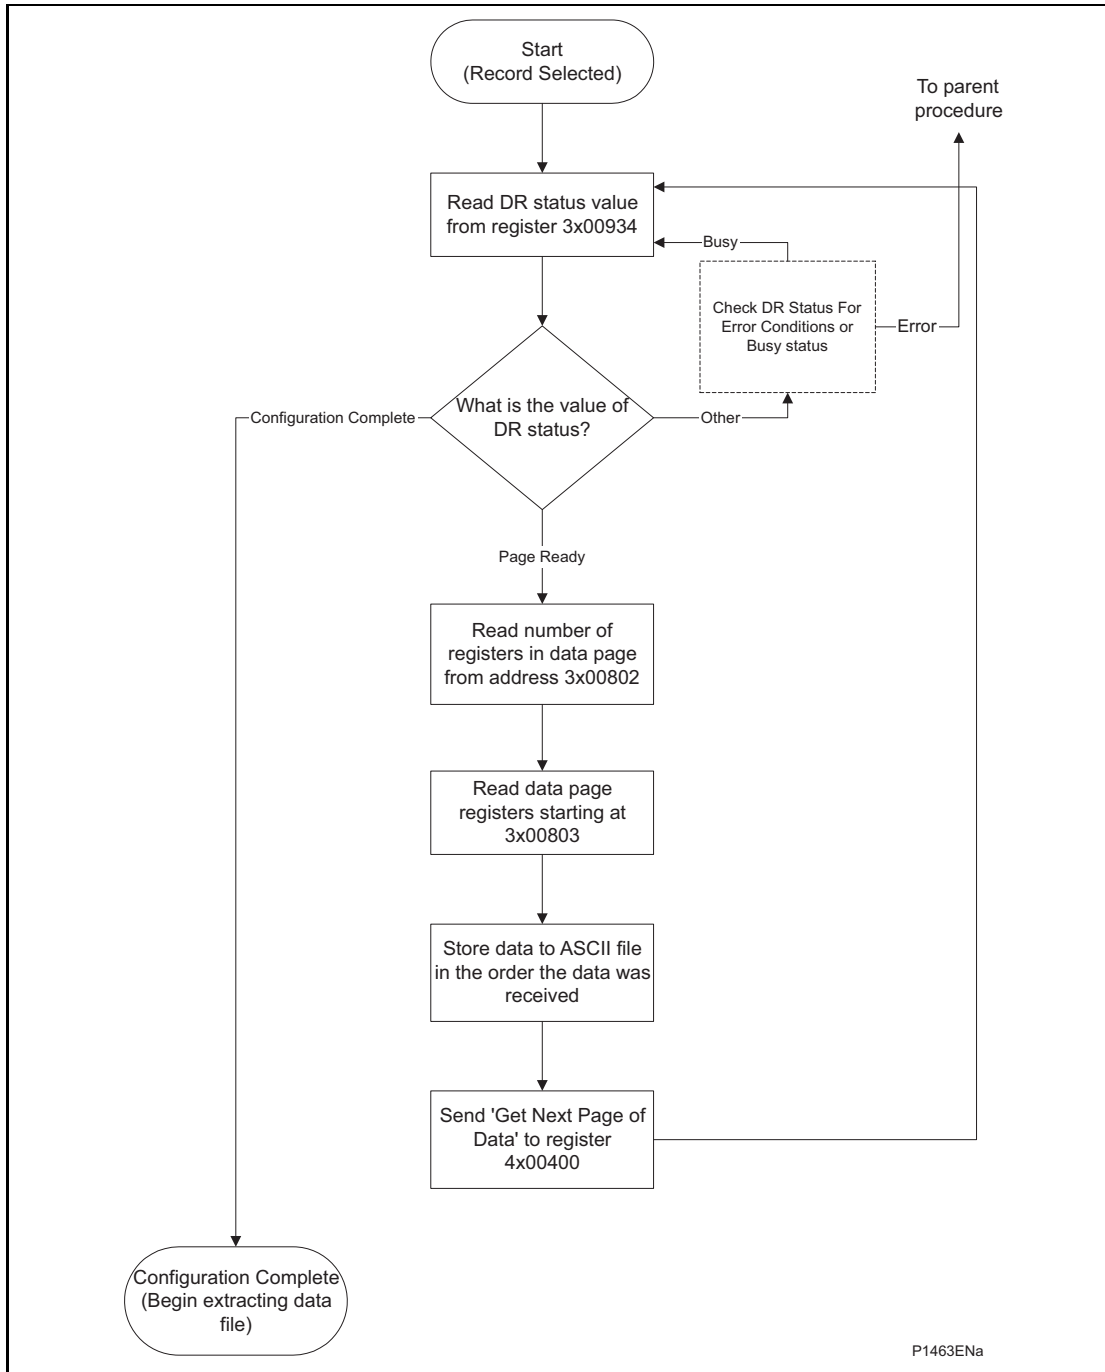 Start
(Record Selected)
To parent
procedure
Read DR status value
from register 3x00934
Busy
Check DR Status For
Error Conditions or
Busy status
Error
What is the value of
DR status?
Configuration Complete
Other
Page Ready
Read number of
registers in data page
from address 3x00802
Read data page
registers starting at
3x00803
Store data to ASCII file
in the order the data was
received
Send 'Get Next Page of
Data' to register
4x00400
Configuration Complete
(Begin extracting data
file)
P1463ENa